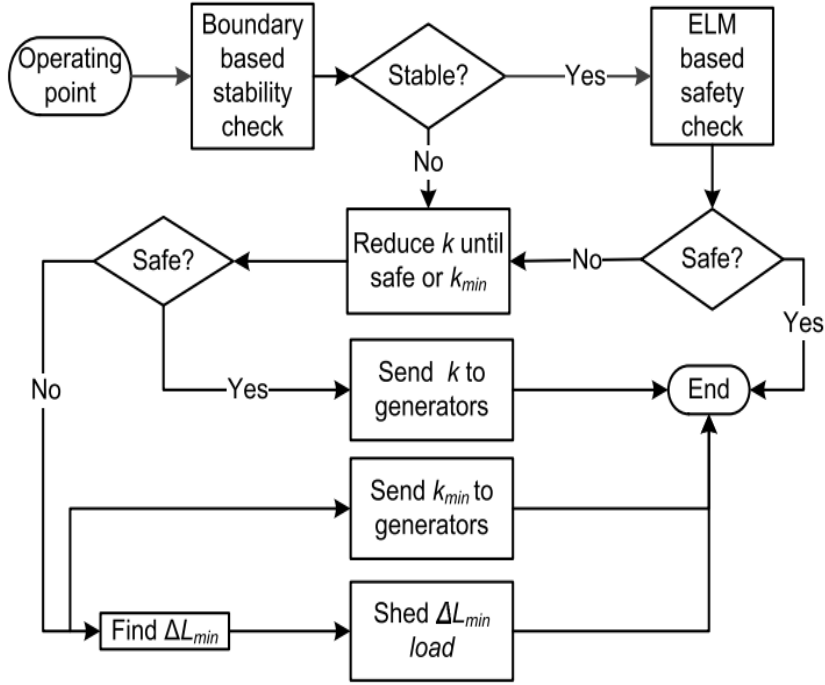 Operating
point
Boundary
based
stability
check
Stable?
Yes
ELM
based
safety
check
No
Safe?
Reduce k until
safe or kmin
No
Safe?
Yes
No
Yes
Send k to
generators
End
Send kmin to
generators
Find ΔLmin
Shed ΔLmin
load